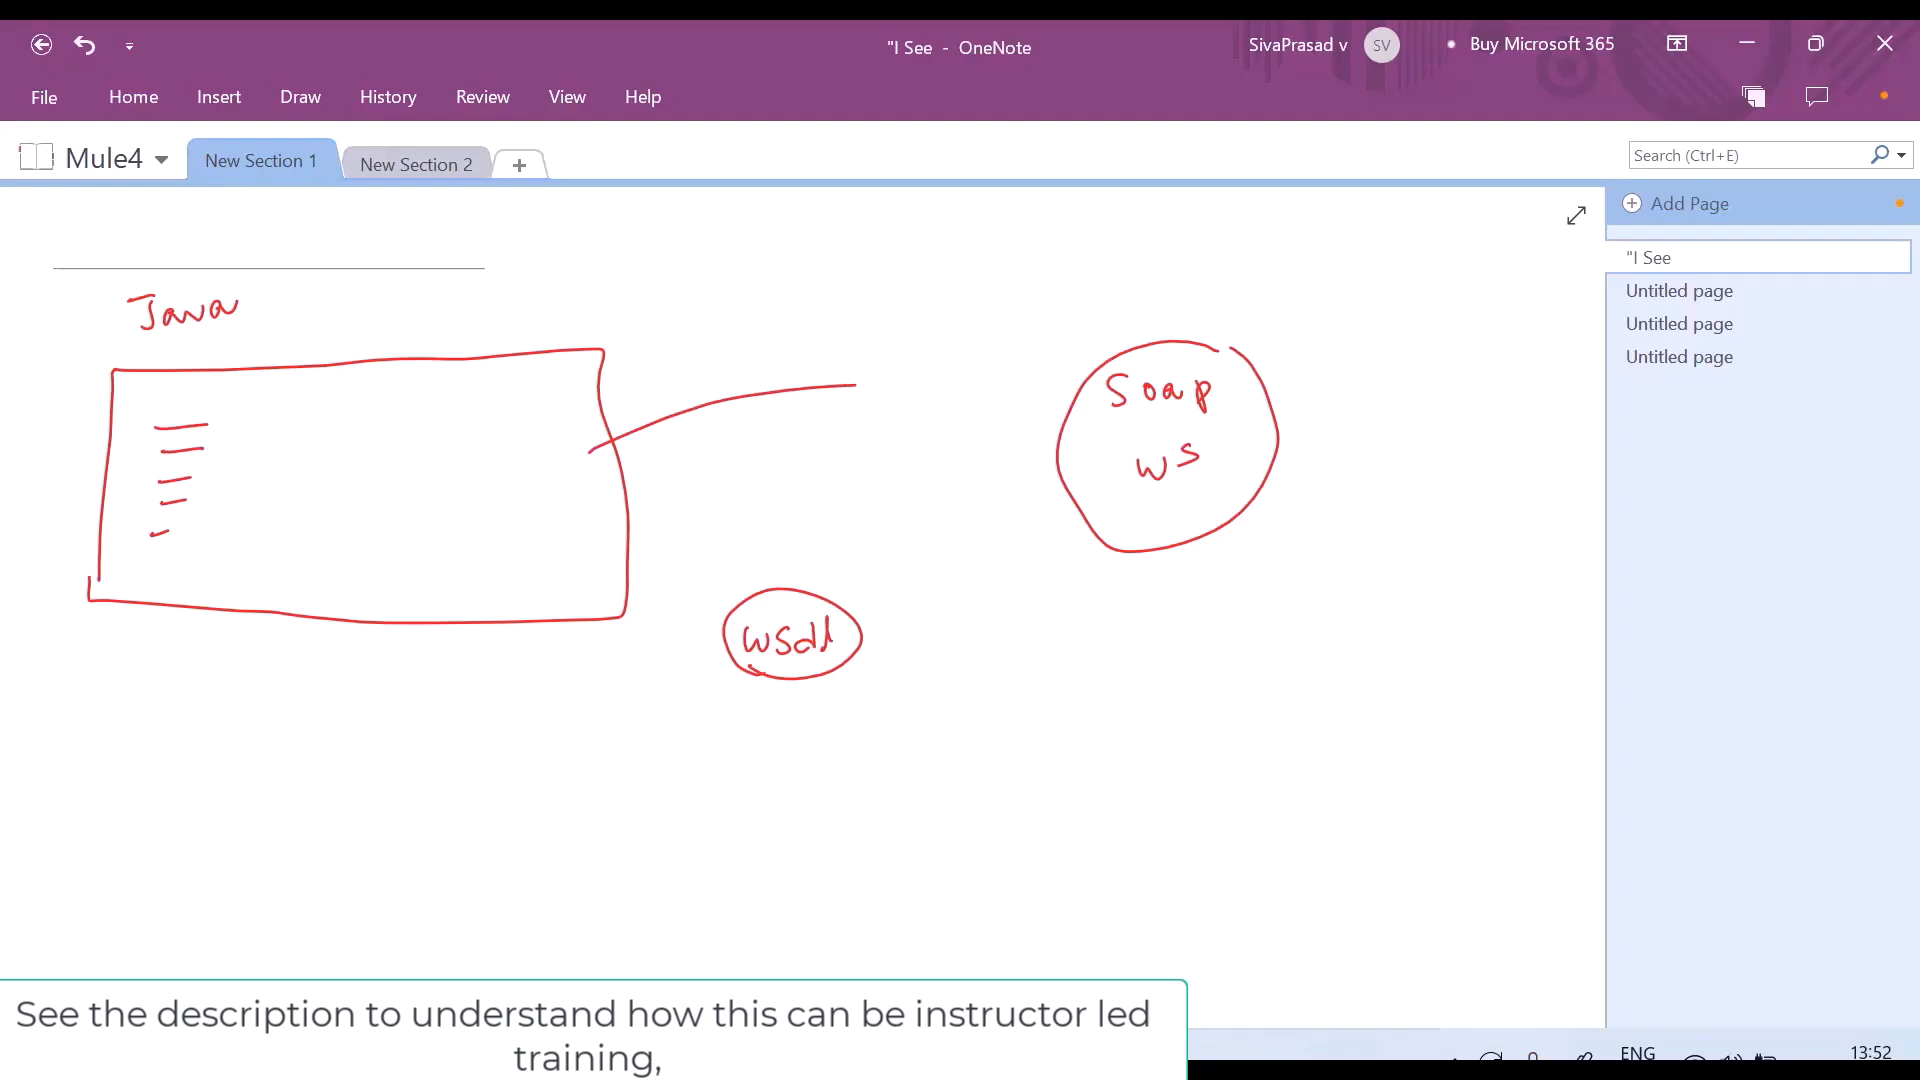 "I See - OneNote
SivaPrasad v
SV
Buy Microsoft 365
File
Home
Insert
Draw
History
Review
View
Help
Mule4
New Section 1
New Section 2
Search (Ctrl+E)
Add Page
"I See
Untitled page
Untitled page
Untitled page
Java
Soap
WS
Wsdl
See the description to understand how this can be instructor led
training,
ENG
13:52